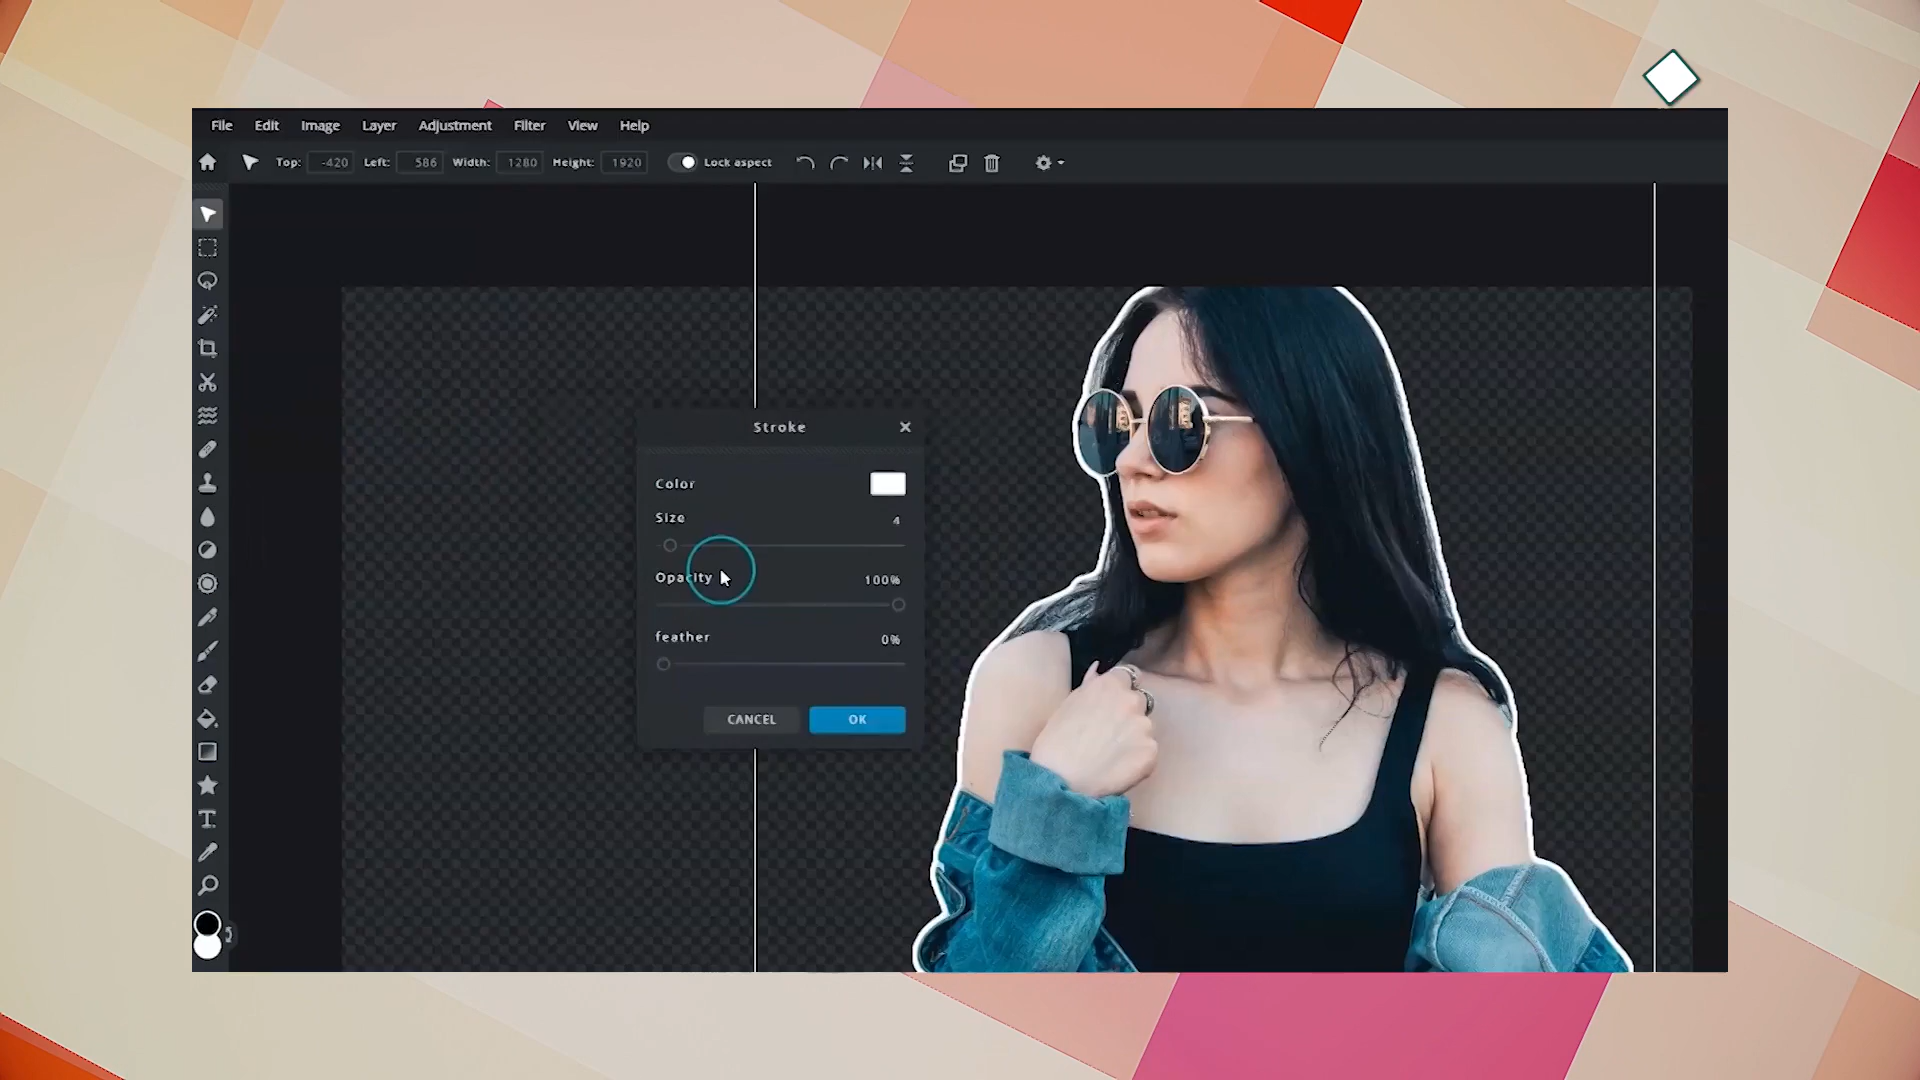 File Edit Image Layer Adjustment Filter View Help
Top: -420 Left: 586 Width: 1280 Height: 1920 Lock aspect
Stroke
Color
Size 4
Opacity 100%
feather 0%
CANCEL OK